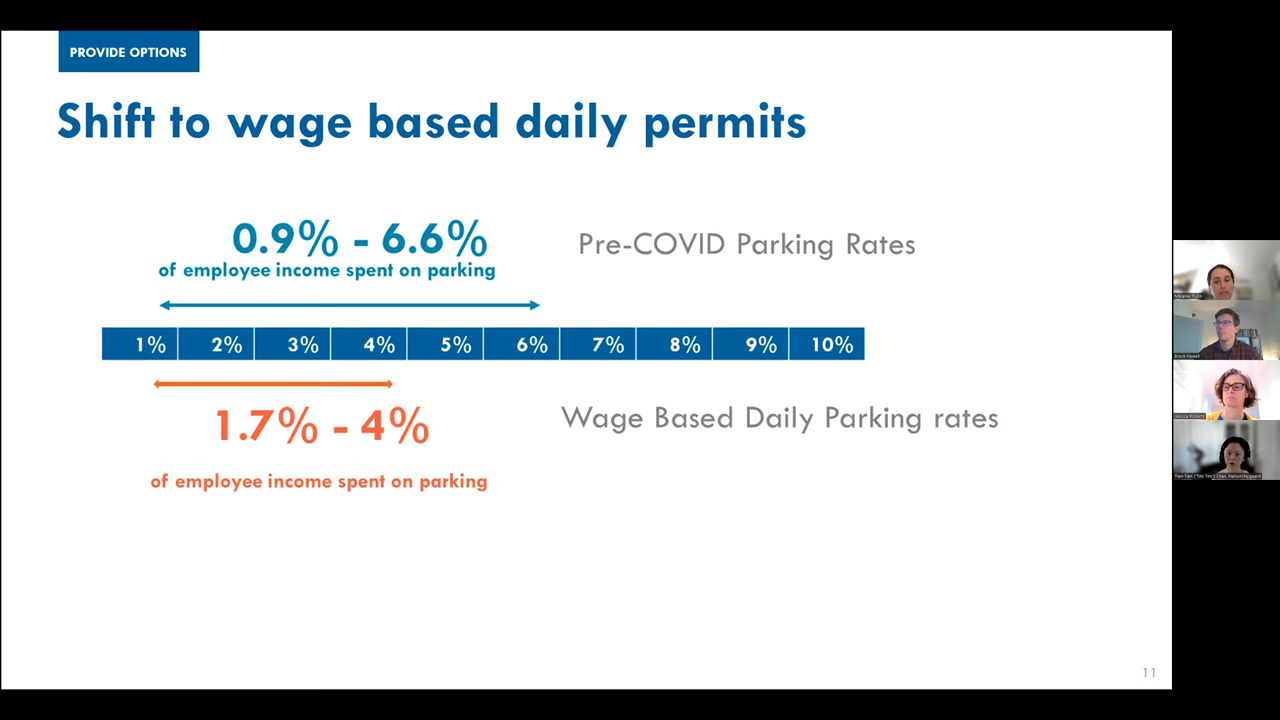 PROVIDE OPTIONS
Shift to wage based daily permits
0.9% - 6.6%
of employee income spent on parking
Pre-COVID Parking Rates
1% 2% 3% 4% 5% 6% 7% 8% 9% 10%
1.7% - 4%
of employee income spent on parking
Wage Based Daily Parking rates
11
Jessica Roberts